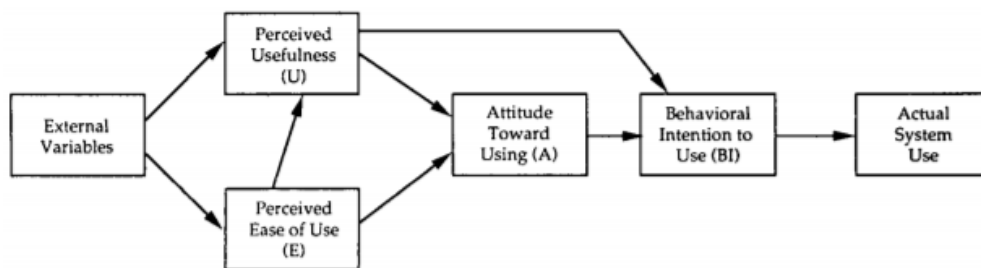 External
Variables
Perceived
Usefulness
(U)
Perceived
Ease of Use
(E)
Attitude
Toward
Using (A)
Behavioral
Intention to
Use (BI)
Actual
System
Use